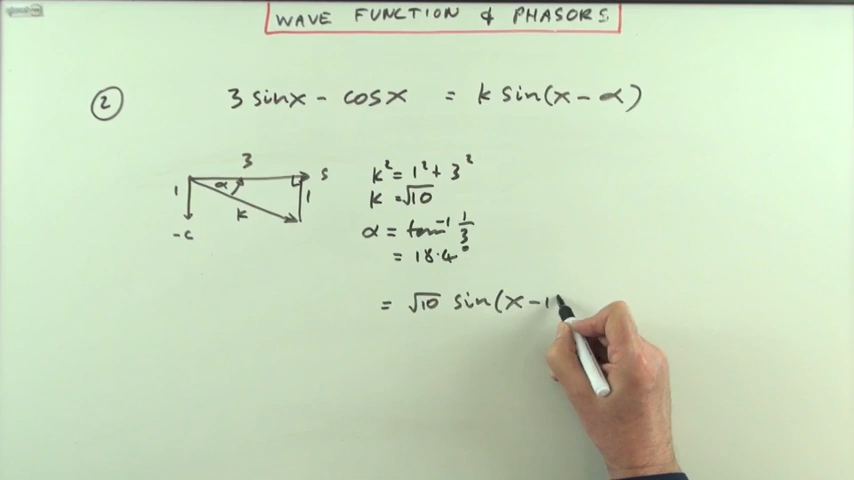 WAVE FUNCTION & PHASORS
2 3 sinx - cosx = k sin(x - α)
3
s
1 α 1
k
-c
k² = 1² + 3²
k = √10
α = tan⁻¹ 1/3
= 18.4°
= √10 sin(x - 1